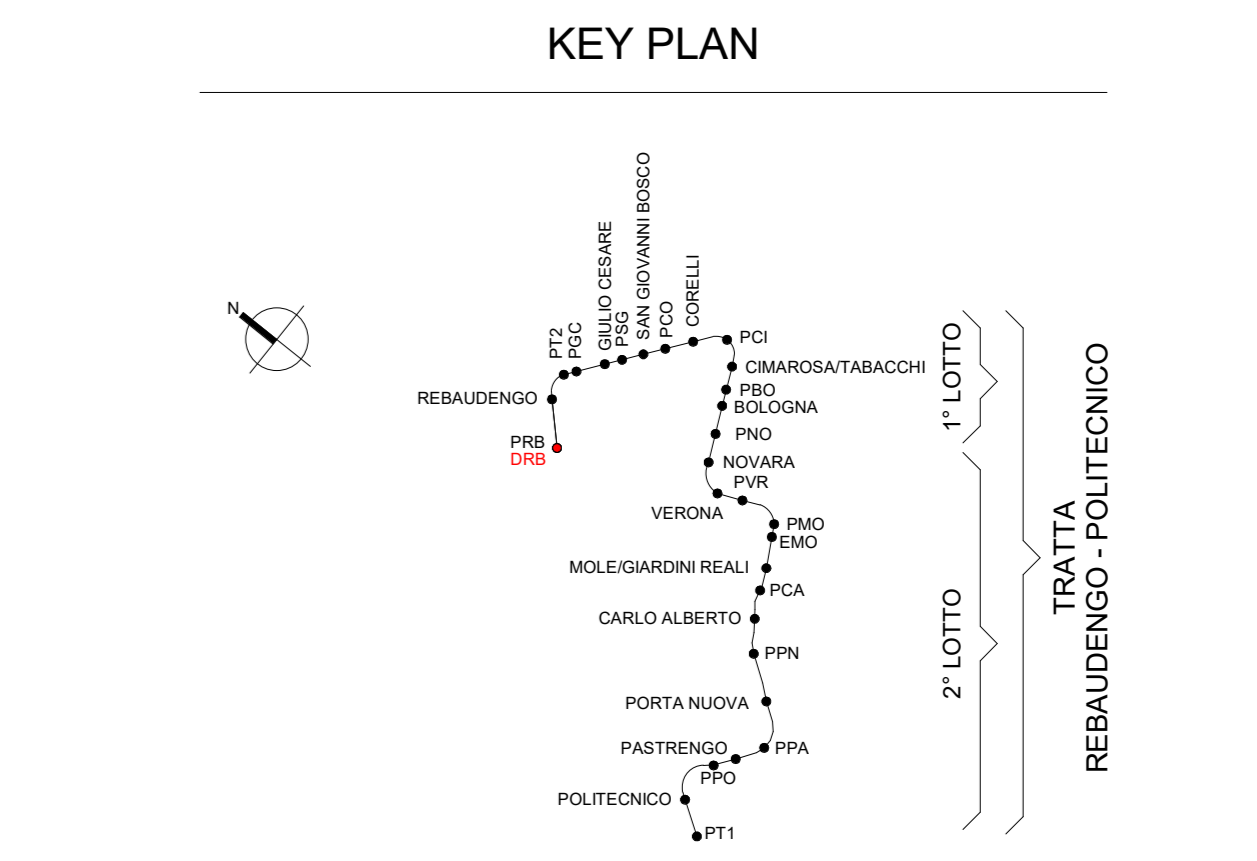 KEY PLAN
N
PT2
PGC
GIULIO CESARE
PSG
SAN GIOVANNI BOSCO
PCO
CORELLI
PCI
CIMAROSA/TABACCHI
REBAUDENGO
PBO
BOLOGNA
PRB
DRB
PNO
NOVARA
PVR
VERONA
PMO
EMO
MOLE/GIARDINI REALI
PCA
CARLO ALBERTO
PPN
PORTA NUOVA
PASTRENGO
PPA
PPO
POLITECNICO
PT1
1° LOTTO
2° LOTTO
TRATTA
REBAUDENGO - POLITECNICO